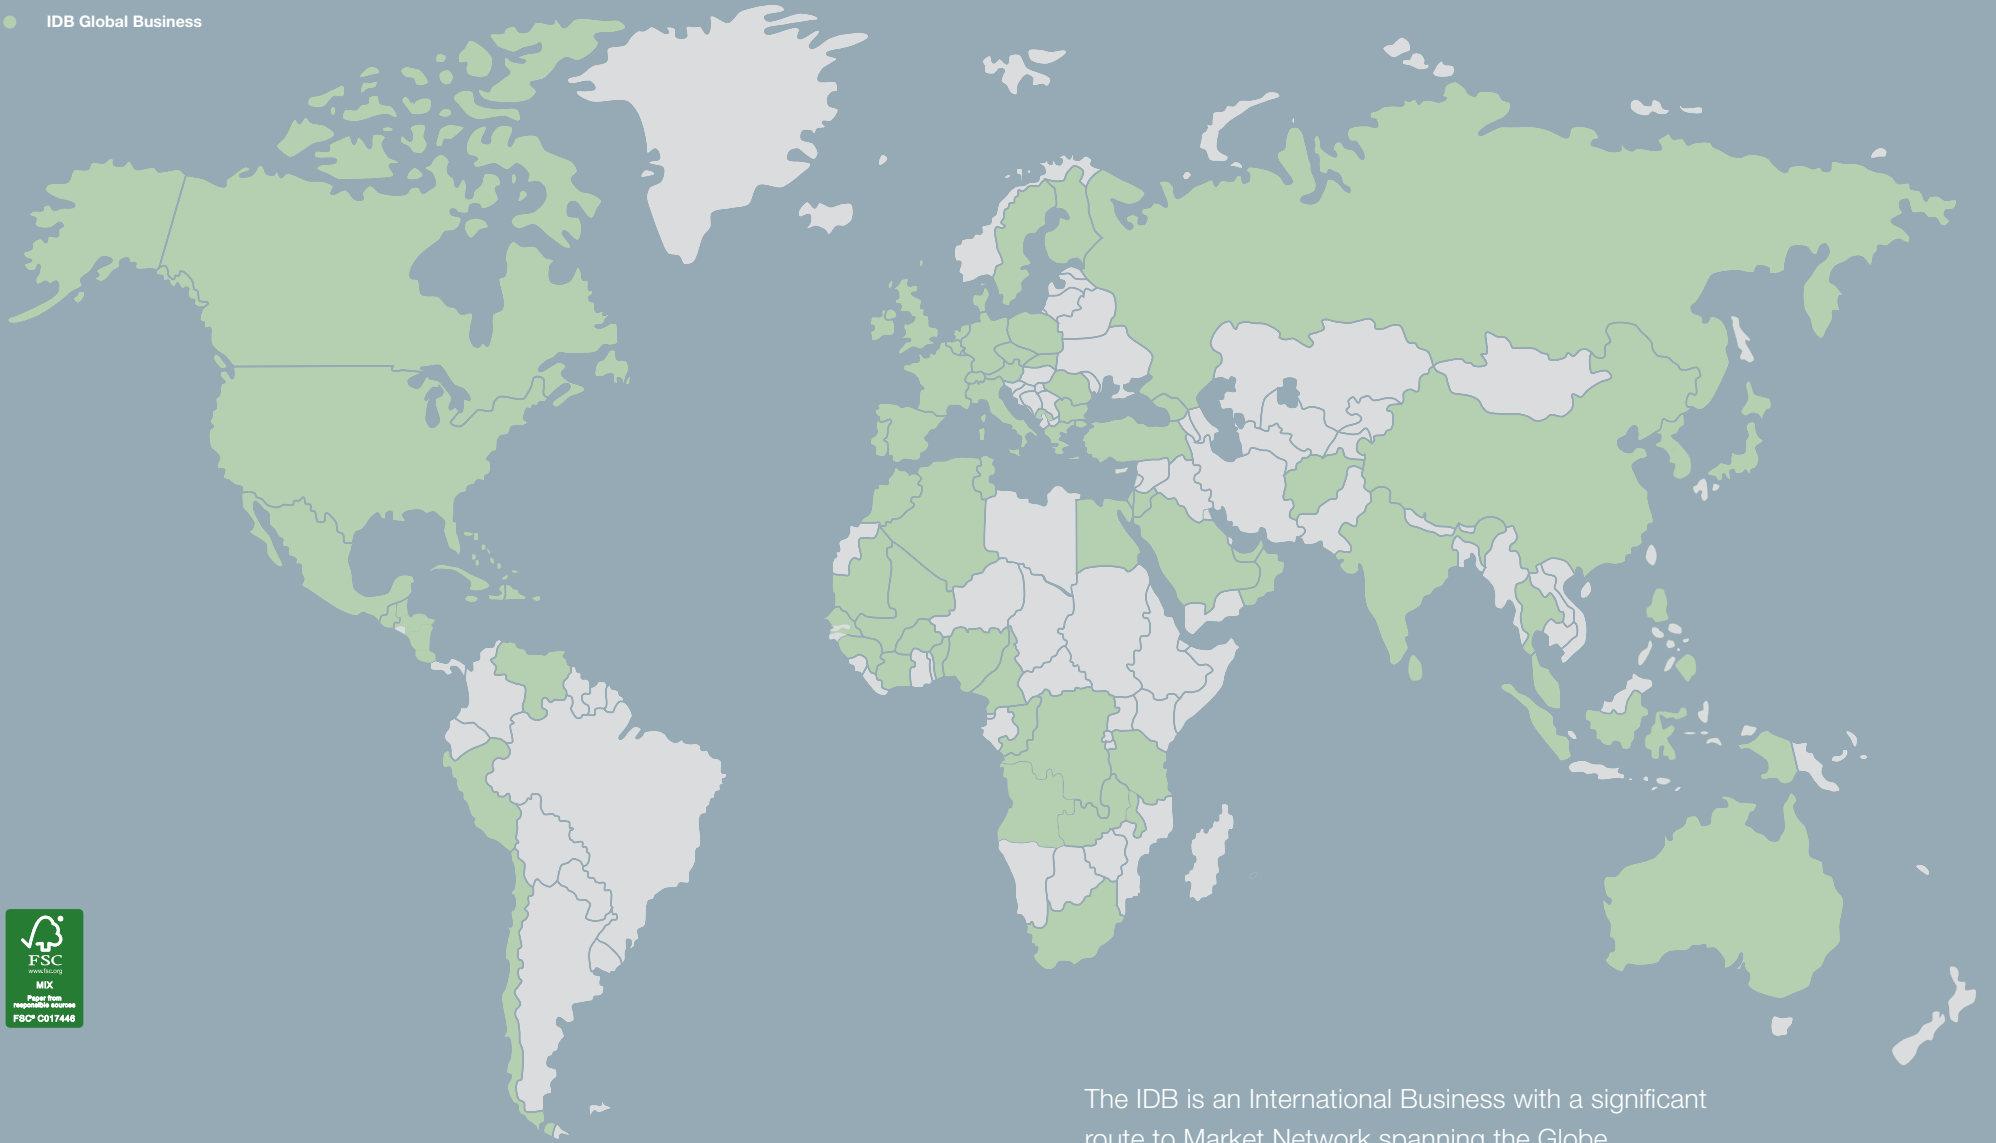 IDB Global Business
FSC
www.fsc.org
MIX
Paper from
responsible sources
FSC® C017446
The IDB is an International Business with a significant
route to Market Network spanning the Globe